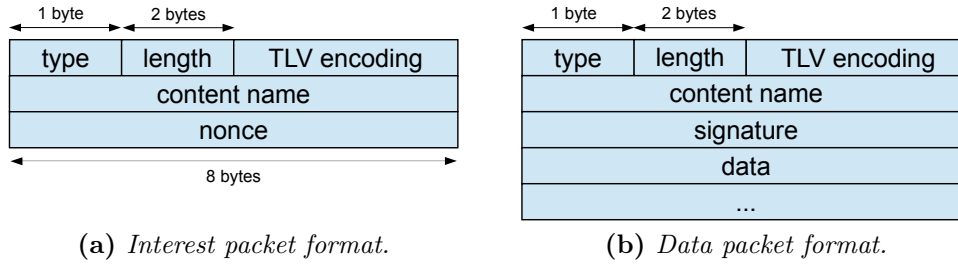 1 byte 2 bytes
type length TLV encoding
content name
nonce
8 bytes
(a) Interest packet format.
1 byte 2 bytes
type length TLV encoding
content name
signature
data
...
(b) Data packet format.